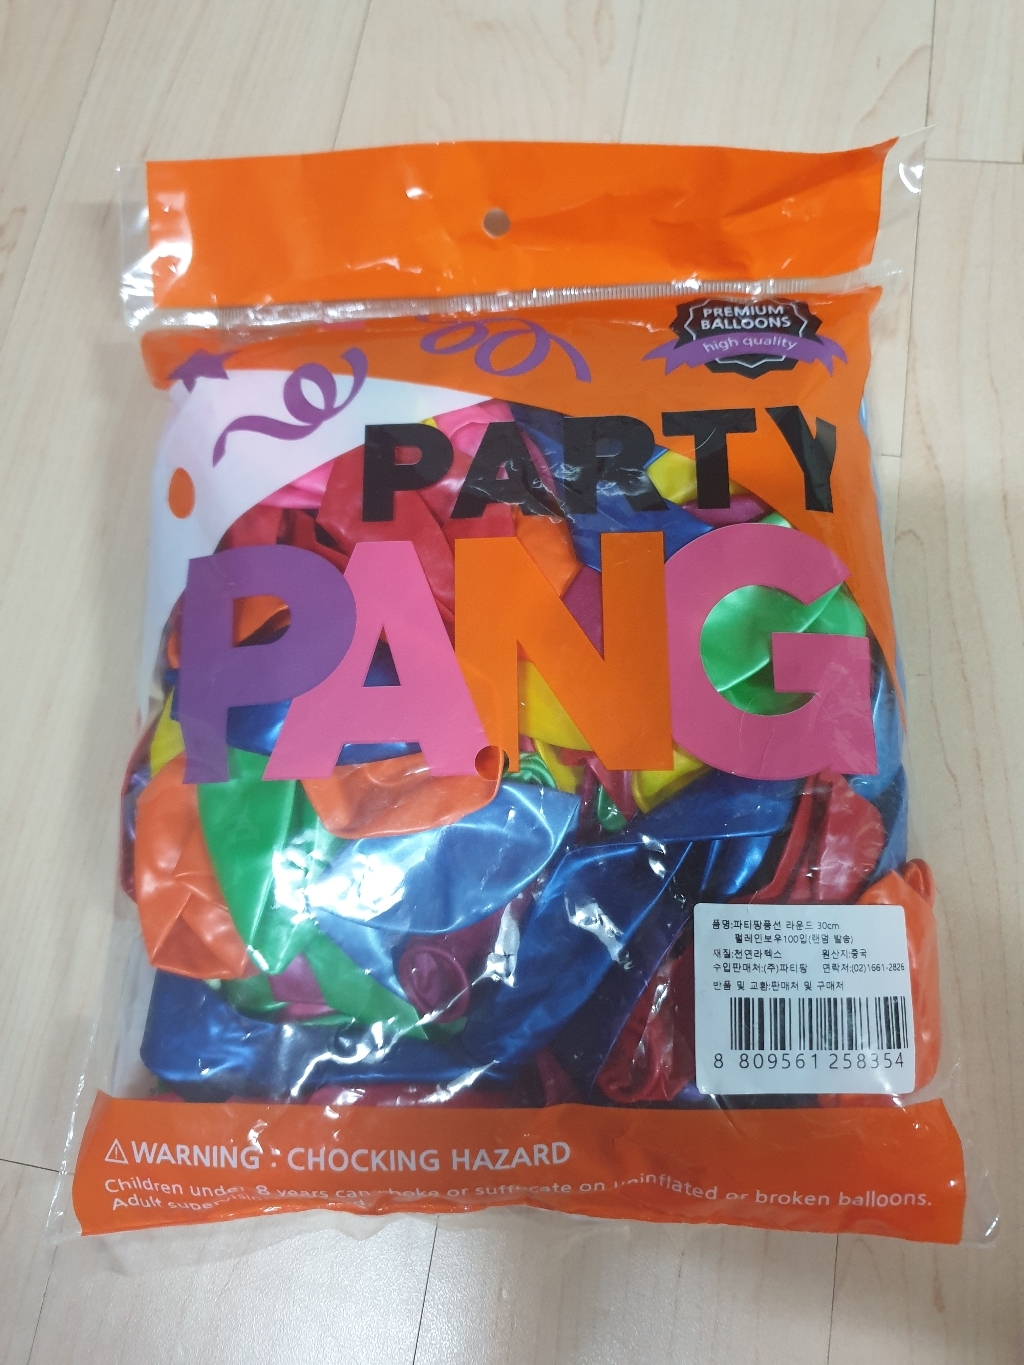 PREMIUM
BALLOONS
high quality
PARTY
PANG
품명:파티팡풍선 라운드 30cm
펄레인보우100입(랜덤 발송)
재질:천연라텍스 원산지:중국
수입판매처:(주)파티팡 연락처:(02)1661-2826
반품 및 교환:판매처 및 구매처
8 809561 258354
WARNING : CHOCKING HAZARD
Children under 8 years can choke or suffocate on uninflated or broken balloons.
Adult